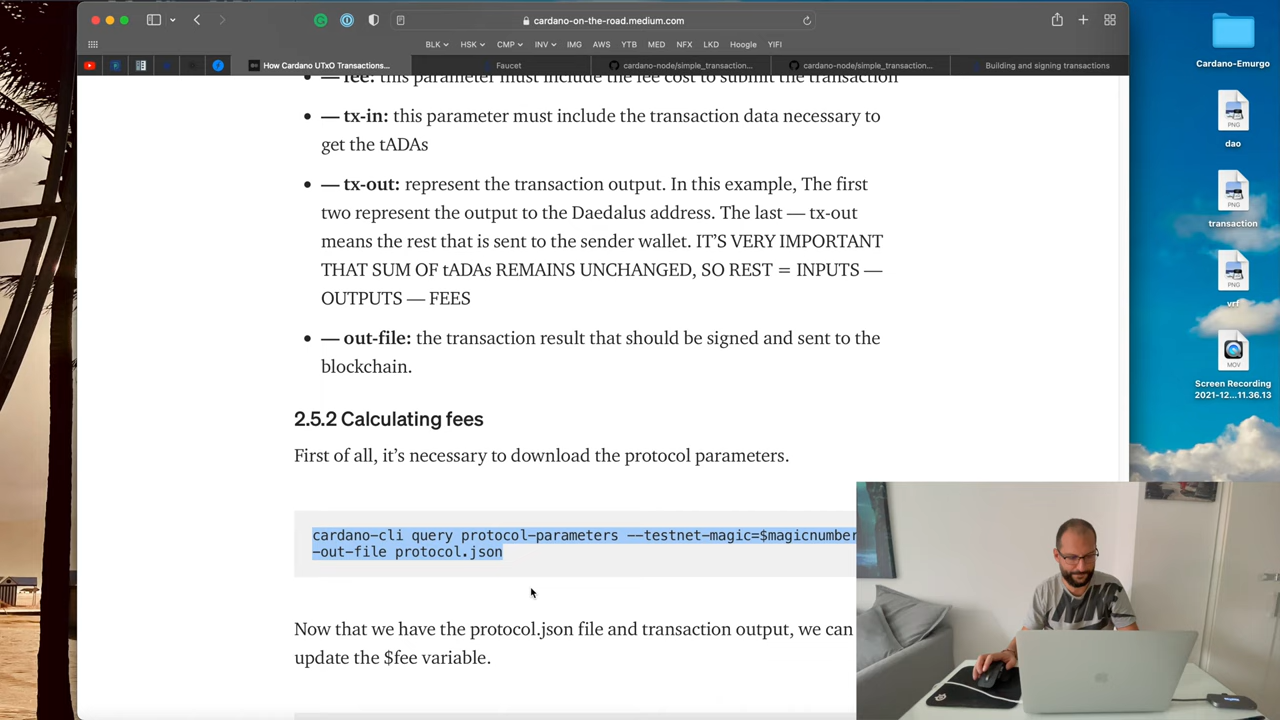 cardano-on-the-road.medium.com
BLK HSK CMP INV IMG AWS YTB MED NFX LKD Hoogle YIFI
How Cardano UTxO Transactions... Faucet cardano-node/simple_transaction... cardano-node/simple_transaction... Building and signing transactions
• — fee: this parameter must include the fee cost to submit the transaction
• — tx-in: this parameter must include the transaction data necessary to
get the tADAs
• — tx-out: represent the transaction output. In this example, The first
two represent the output to the Daedalus address. The last — tx-out
means the rest that is sent to the sender wallet. IT’S VERY IMPORTANT
THAT SUM OF tADAs REMAINS UNCHANGED, SO REST = INPUTS —
OUTPUTS — FEES
• — out-file: the transaction result that should be signed and sent to the
blockchain.
2.5.2 Calculating fees
First of all, it’s necessary to download the protocol parameters.
cardano-cli query protocol-parameters --testnet-magic=$magicnumber
-out-file protocol.json
Now that we have the protocol.json file and transaction output, we can
update the $fee variable.
Cardano-Emurgo
PNG
dao
PNG
transaction
PNG
vrf
MOV
Screen Recording
2021-12...11.36.13